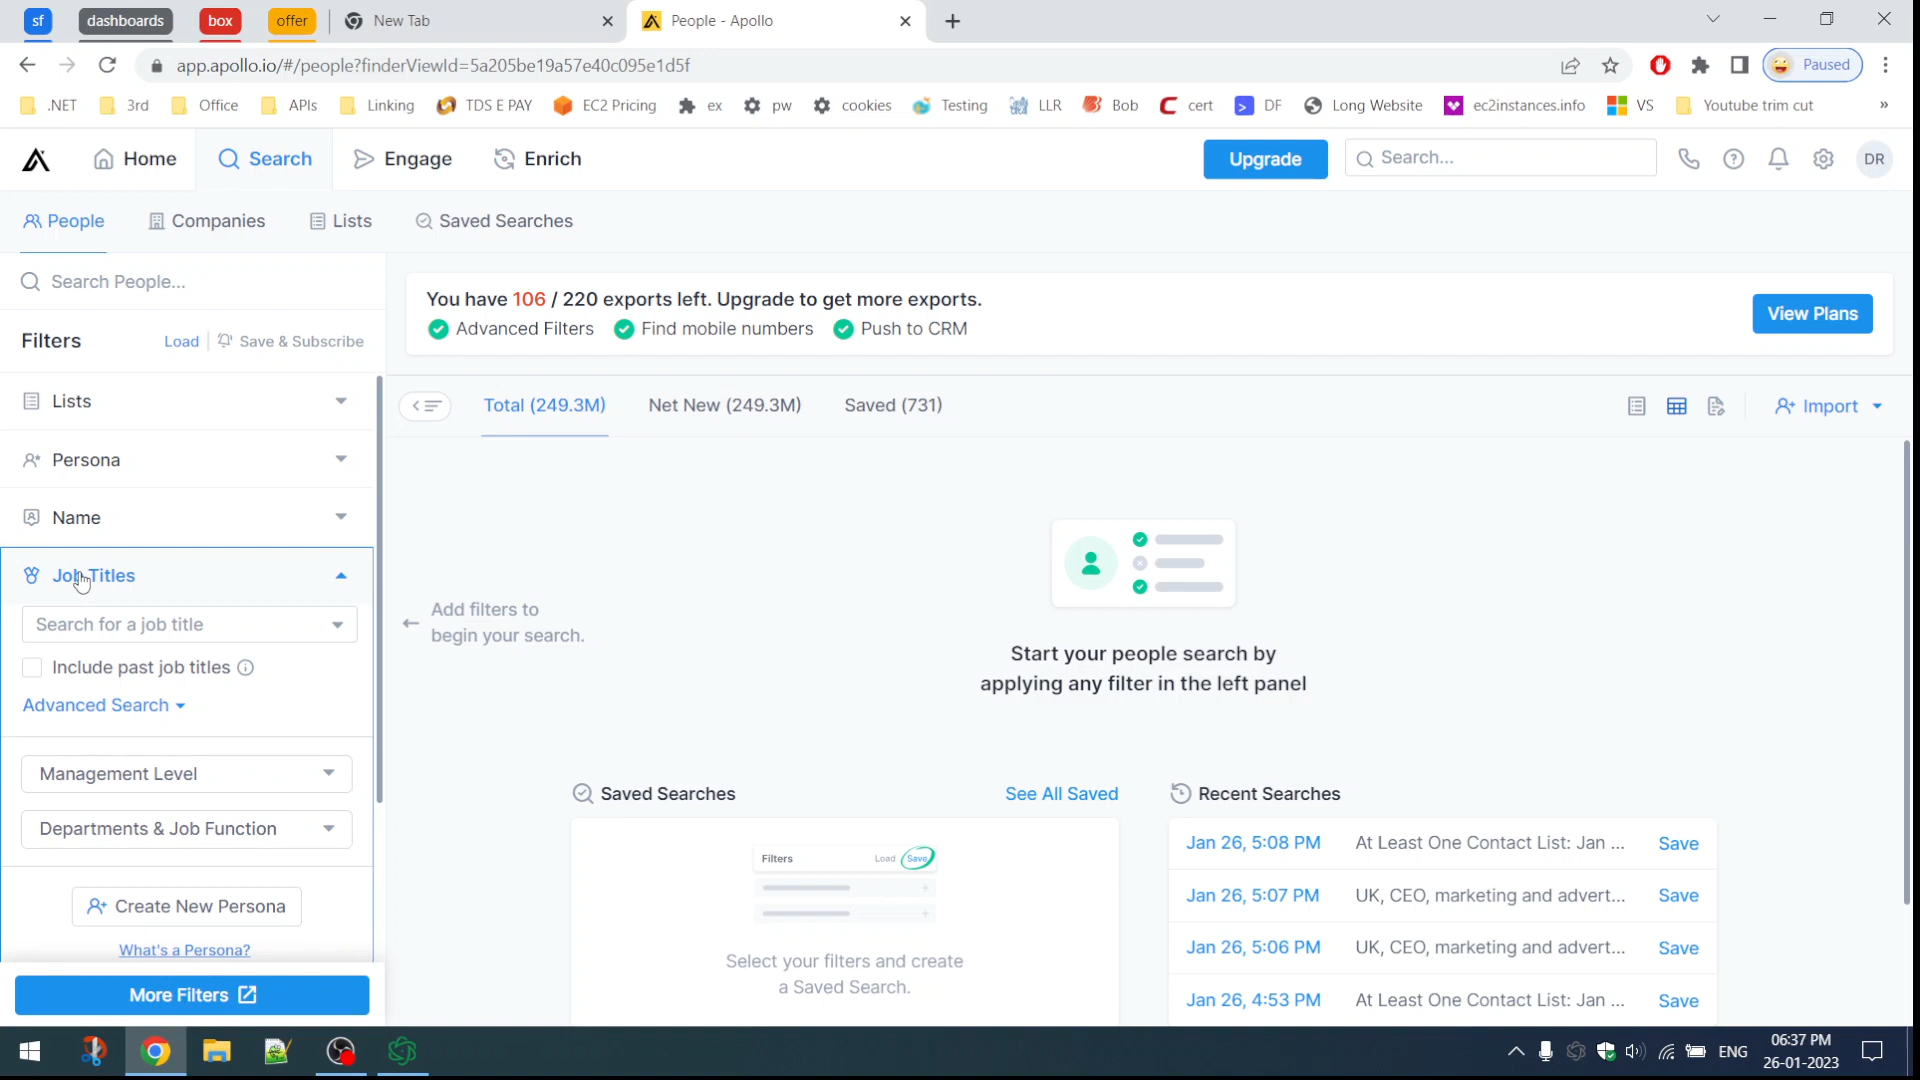 sf dashboards box offer New Tab People - Apollo
app.apollo.io/#/people?finderViewId=5a205be19a57e40c095e1d5f Paused
.NET 3rd Office APIs Linking TDS E PAY EC2 Pricing ex pw cookies Testing LLR Bob cert DF Long Website ec2instances.info VS Youtube trim cut »
Home Search Engage Enrich Upgrade Search... DR
People Companies Lists Saved Searches
Search People...
You have 106 / 220 exports left. Upgrade to get more exports.
Advanced Filters Find mobile numbers Push to CRM
View Plans
Filters Load Save & Subscribe
Lists
Total (249.3M) Net New (249.3M) Saved (731) Import
Persona
Name
Job Titles
Search for a job title
Include past job titles
Advanced Search
Management Level
Departments & Job Function
Create New Persona
What's a Persona?
More Filters
Add filters to
begin your search.
Start your people search by
applying any filter in the left panel
Saved Searches See All Saved
Filters Load Save
Select your filters and create
a Saved Search.
Recent Searches
Jan 26, 5:08 PM At Least One Contact List: Jan ... Save
Jan 26, 5:07 PM UK, CEO, marketing and advert... Save
Jan 26, 5:06 PM UK, CEO, marketing and advert... Save
Jan 26, 4:53 PM At Least One Contact List: Jan ... Save
ENG 06:37 PM
26-01-2023